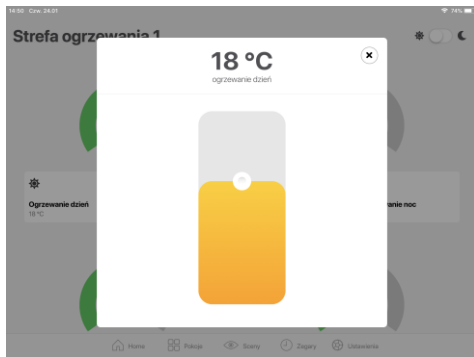 14:50 Czw. 24.01
74%
Strefa ogrzewania 1
18 °C
ogrzewanie dzień
Ogrzewanie dzień
18 °C
anie noc
Home
Pokoje
Sceny
Zegary
Ustawienia